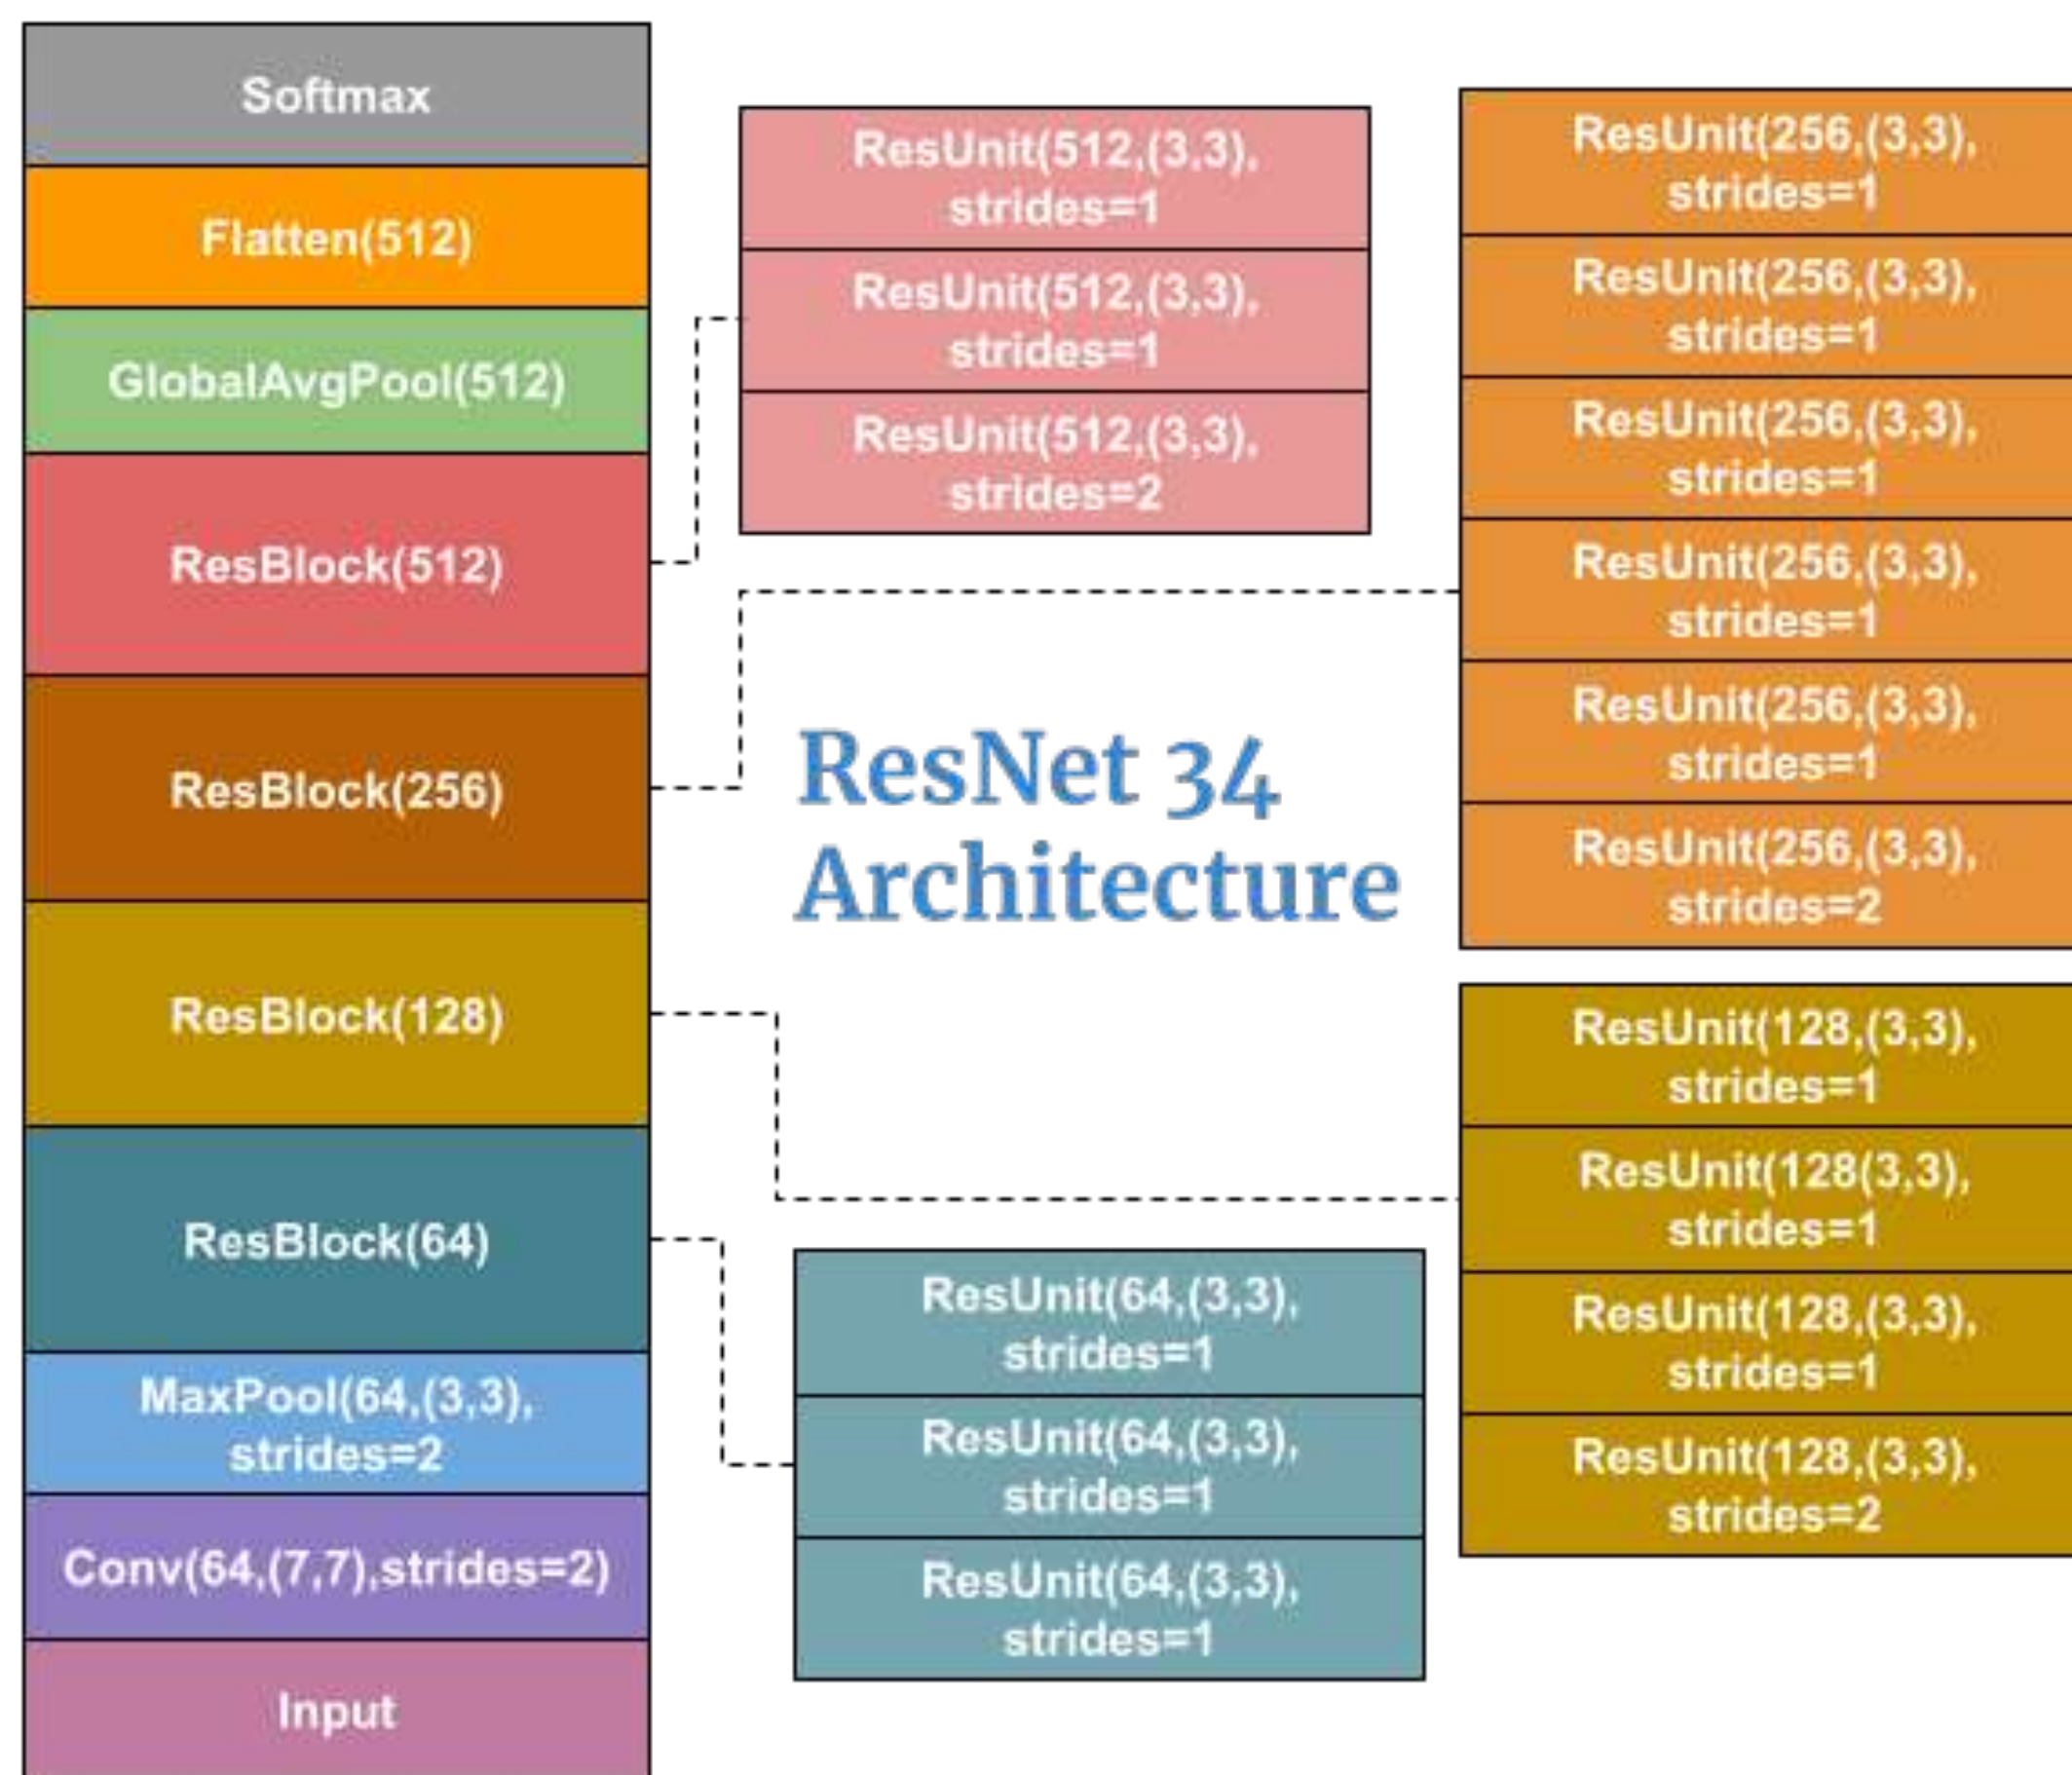 Softmax
Flatten(512)
GlobalAvgPool(512)
ResBlock(512)
ResBlock(256)
ResBlock(128)
ResBlock(64)
MaxPool(64,(3,3),
strides=2
Conv(64,(7,7),strides=2)
Input
ResUnit(512,(3,3),
strides=1
ResUnit(512,(3,3),
strides=1
ResUnit(512,(3,3),
strides=2
ResNet 34
Architecture
ResUnit(64,(3,3),
strides=1
ResUnit(64,(3,3),
strides=1
ResUnit(64,(3,3),
strides=1
ResUnit(256,(3,3),
strides=1
ResUnit(256,(3,3),
strides=1
ResUnit(256,(3,3),
strides=1
ResUnit(256,(3,3),
strides=1
ResUnit(256,(3,3),
strides=1
ResUnit(256,(3,3),
strides=2
ResUnit(128,(3,3),
strides=1
ResUnit(128(3,3),
strides=1
ResUnit(128,(3,3),
strides=1
ResUnit(128,(3,3),
strides=2